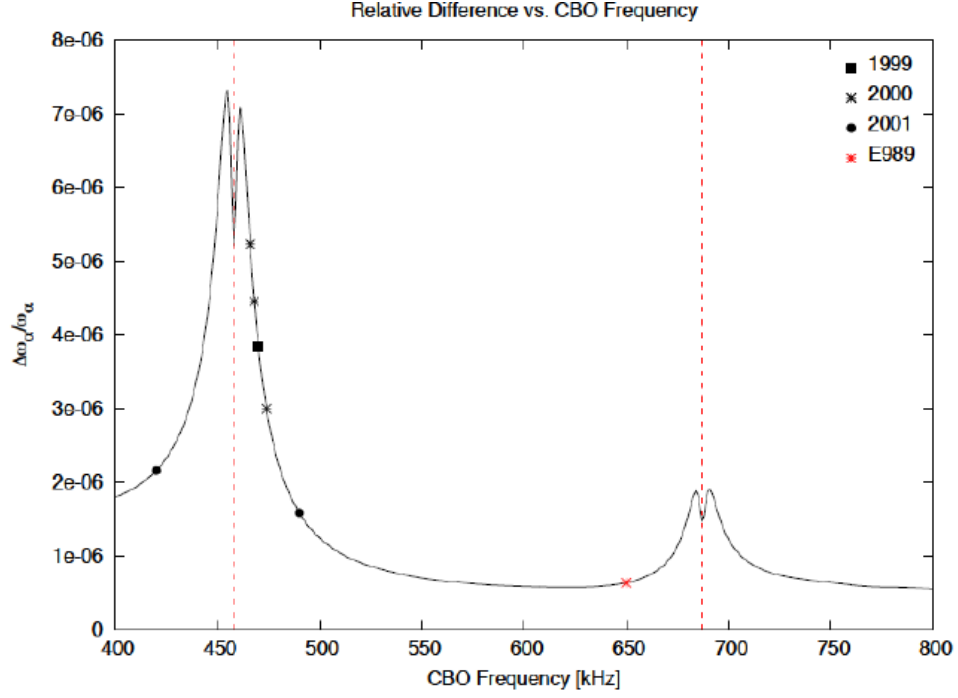 Relative Difference vs. CBO Frequency
8e-06
7e-06
6e-06
5e-06
4e-06
3e-06
2e-06
1e-06
0
Δωα/ωα
1999
2000
2001
E989
400 450 500 550 600 650 700 750 800
CBO Frequency [kHz]